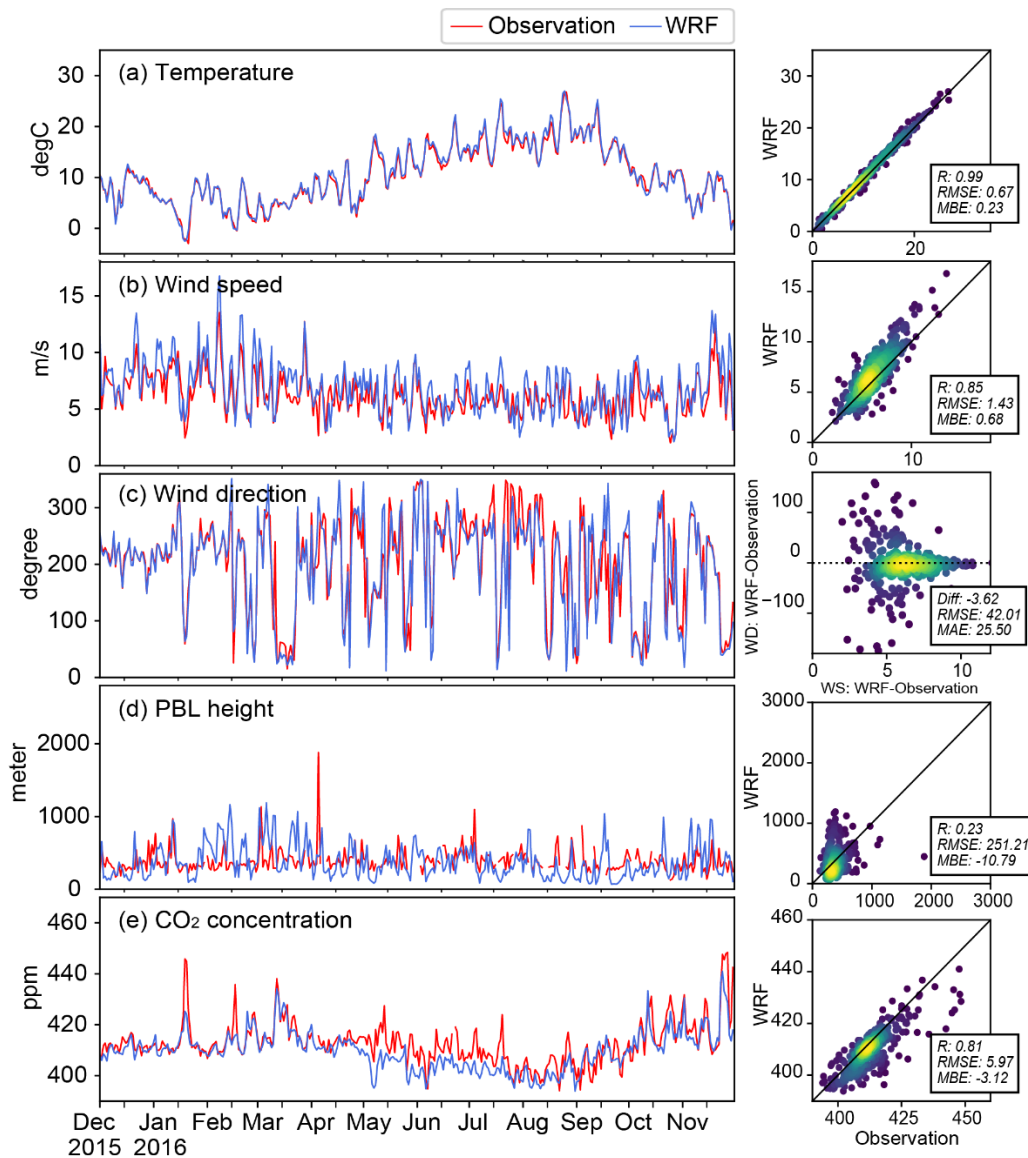 Observation WRF
(a) Temperature
degC
30
20
10
0
WRF
30
20
10
0
0 20
R: 0.99
RMSE: 0.67
MBE: 0.23
(b) Wind speed
m/s
15
10
5
0
WRF
15
10
5
0
10
R: 0.85
RMSE: 1.43
MBE: 0.68
(c) Wind direction
degree
300
200
100
0
WD: WRF-Observation
100
0
−100
0 5 10
WS: WRF-Observation
Diff: -3.62
RMSE: 42.01
MAE: 25.50
(d) PBL height
meter
2000
1000
0
WRF
3000
2000
1000
0
0 1000 2000 3000
R: 0.23
RMSE: 251.21
MBE: -10.79
(e) CO₂ concentration
ppm
460
440
420
400
WRF
460
440
420
400
400 425 450
Observation
R: 0.81
RMSE: 5.97
MBE: -3.12
Dec Jan Feb Mar Apr May Jun Jul Aug Sep Oct Nov
2015 2016